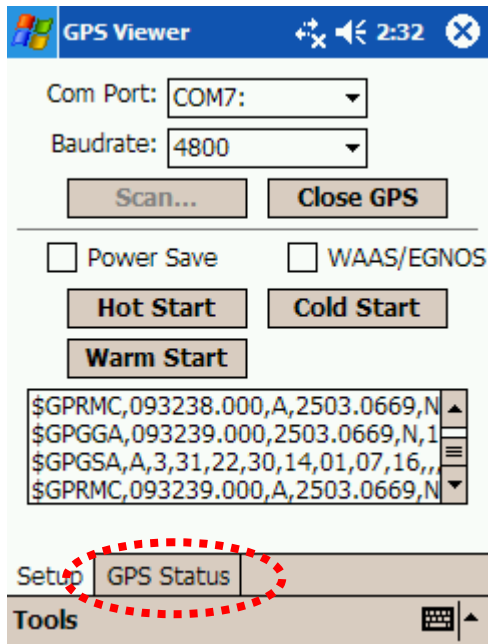 GPS Viewer 2:32
Com Port: COM7:
Baudrate: 4800
Scan... Close GPS
Power Save WAAS/EGNOS
Hot Start Cold Start
Warm Start
$GPRMC,093238.000,A,2503.0669,N
$GPGGA,093239.000,2503.0669,N,1
$GPGSA,A,3,31,22,30,14,01,07,16,,,
$GPRMC,093239.000,A,2503.0669,N
Setup GPS Status
Tools